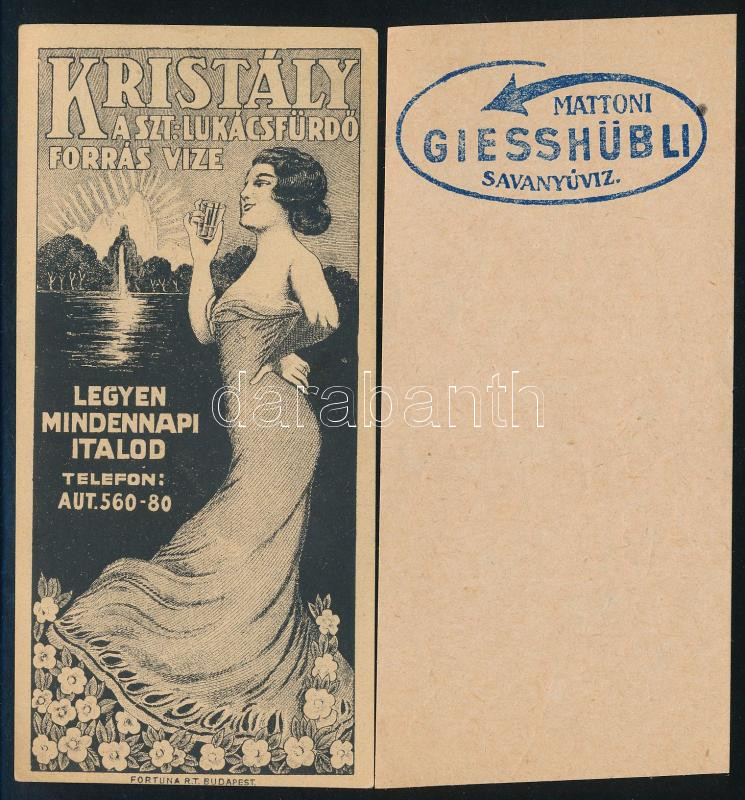 KRISTÁLY
A SZT: LUKÁCSFÜRDŐ
FORRÁS VIZE
LEGYEN
MINDENNAPI
ITALOD
TELEFON:
AUT. 560-80
FORTUNA R.T. BUDAPEST.
MATTONI
GIESSHÜBLI
SAVANYÚVIZ.
darabanth